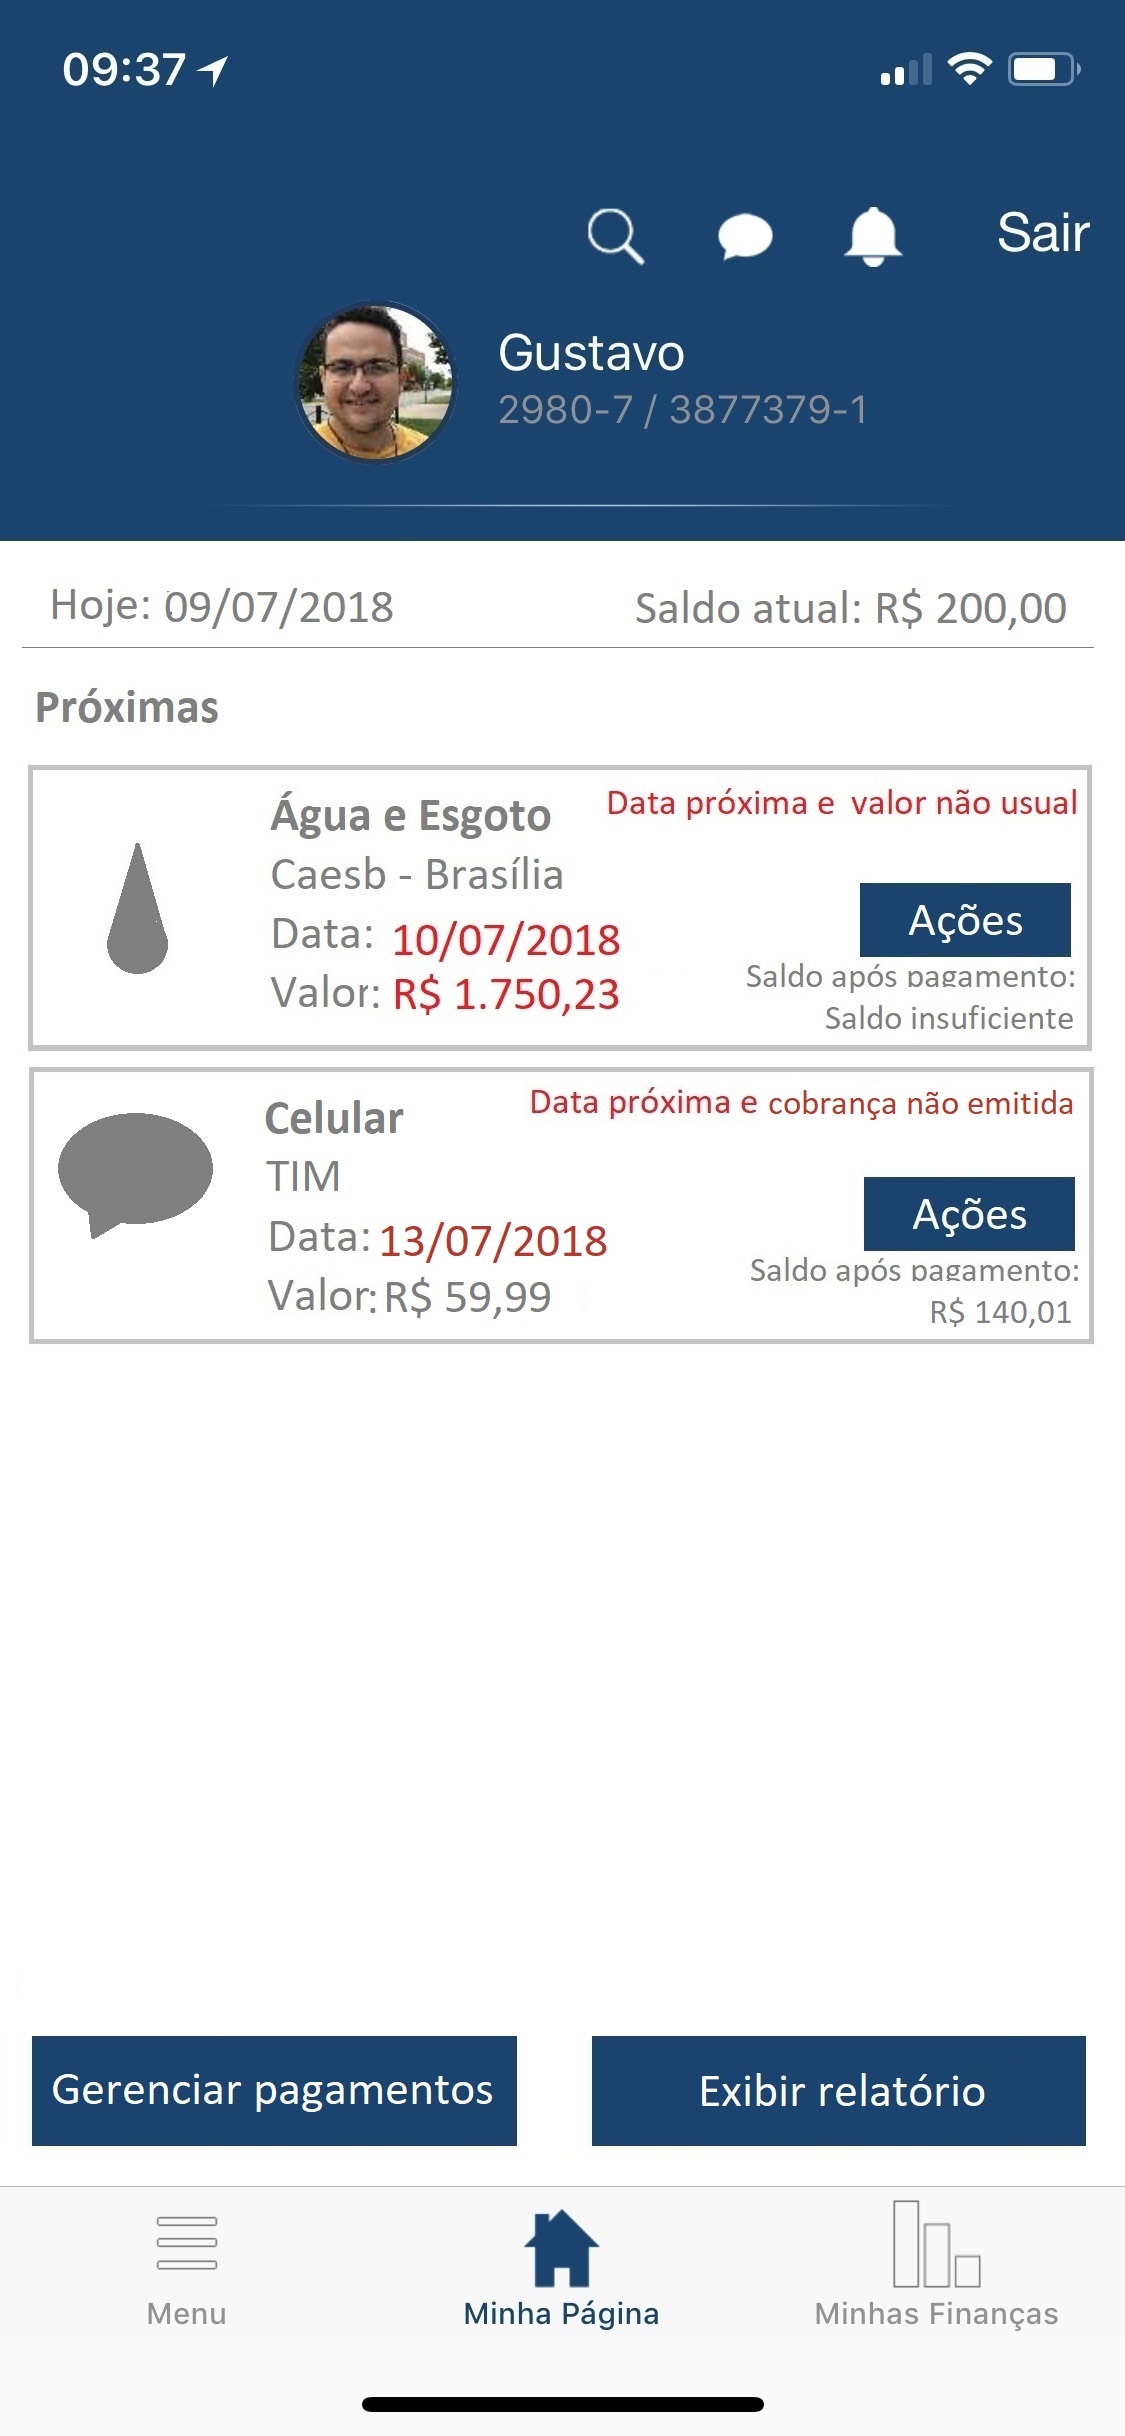 09:37
Sair
Gustavo
2980-7 / 3877379-1
Hoje: 09/07/2018 Saldo atual: R$ 200,00
Próximas
Água e Esgoto Data próxima e valor não usual
Caesb - Brasília
Ações
Data: 10/07/2018
Saldo após pagamento:
Valor: R$ 1.750,23
Saldo insuficiente
Celular Data próxima e cobrança não emitida
TIM
Ações
Data: 13/07/2018
Saldo após pagamento:
Valor: R$ 59,99
R$ 140,01
Gerenciar pagamentos Exibir relatório
Menu Minha Página Minhas Finanças